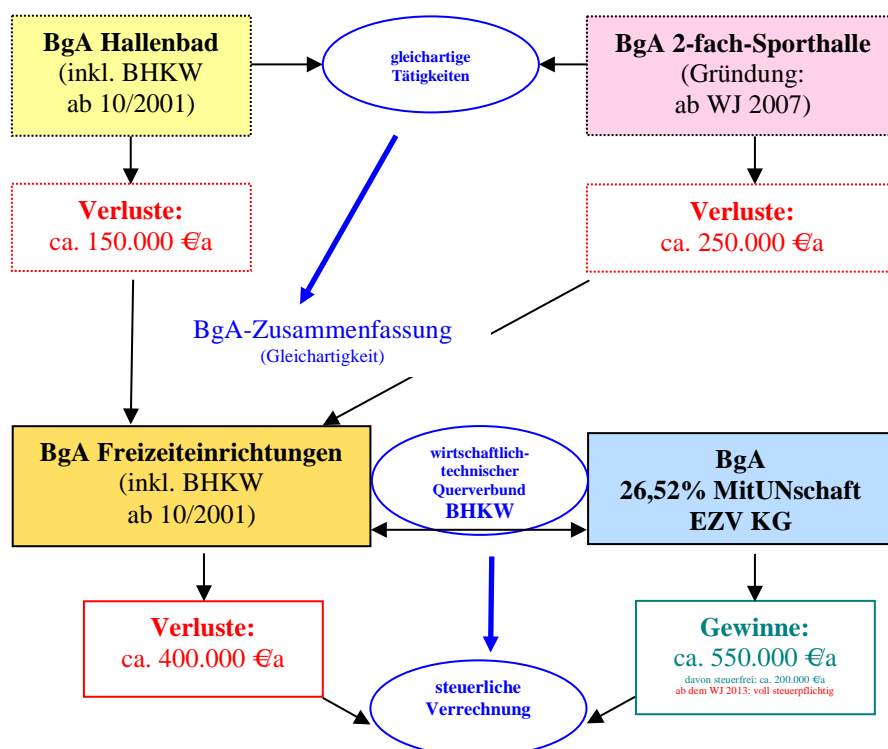 BgA Hallenbad
(inkl. BHKW
ab 10/2001)
gleichartige
Tätigkeiten
BgA 2-fach-Sporthalle
(Gründung:
ab WJ 2007)
Verluste:
ca. 150.000 €/a
Verluste:
ca. 250.000 €/a
BgA-Zusammenfassung
(Gleichartigkeit)
BgA Freizeiteinrichtungen
(inkl. BHKW
ab 10/2001)
wirtschaftlich-
technischer
Querverbund
BHKW
BgA
26,52% MitUNschaft
EZV KG
Verluste:
ca. 400.000 €/a
Gewinne:
ca. 550.000 €/a
davon steuerfrei: ca. 200.000 €/a
ab dem WJ 2013: voll steuerpflichtig
steuerliche
Verrechnung